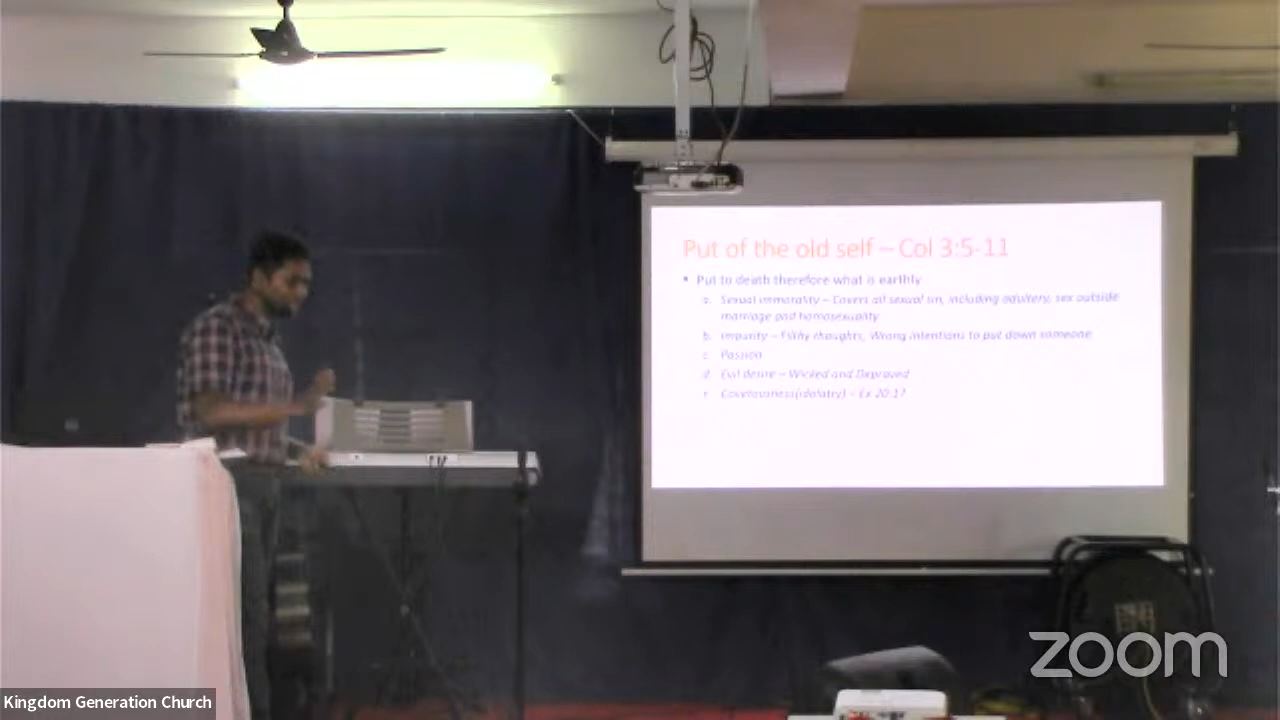 Put of the old self – Col 3:5-11
• Put to death therefore what is earthly
a. Sexual immorality – Covers all sexual sin, including adultery, sex outside
marriage and homosexuality
b. Impurity – Filthy thoughts, Wrong intentions to put down someone
c. Passion
d. Evil desire – Wicked and Depraved
e. Covetousness(idolatry) – Ex 20:17
zoom
Kingdom Generation Church